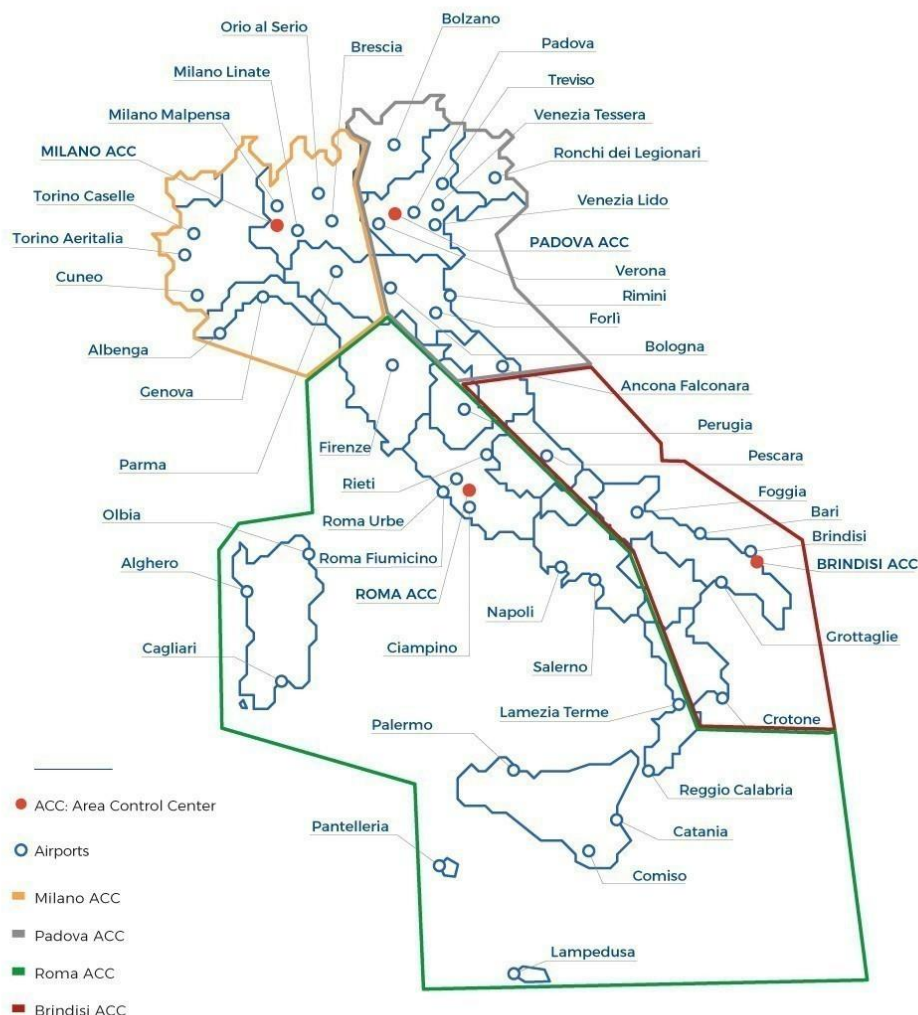 Bolzano
Orio al Serio
Padova
Brescia
Milano Linate
Treviso
Milano Malpensa
Venezia Tessera
MILANO ACC
Ronchi dei Legionari
Torino Caselle
Venezia Lido
Torino Aeritalia
PADOVA ACC
Cuneo
Verona
Rimini
Forlì
Albenga
Bologna
Genova
Ancona Falconara
Perugia
Firenze
Parma
Pescara
Rieti
Foggia
Olbia
Roma Urbe
Bari
Brindisi
Roma Fiumicino
Alghero
BRINDISI ACC
ROMA ACC
Napoli
Grottaglie
Cagliari
Ciampino
Salerno
Lamezia Terme
Crotone
Palermo
Reggio Calabria
ACC: Area Control Center
Pantelleria
Catania
Airports
Comiso
Milano ACC
Padova ACC
Lampedusa
Roma ACC
Brindisi ACC